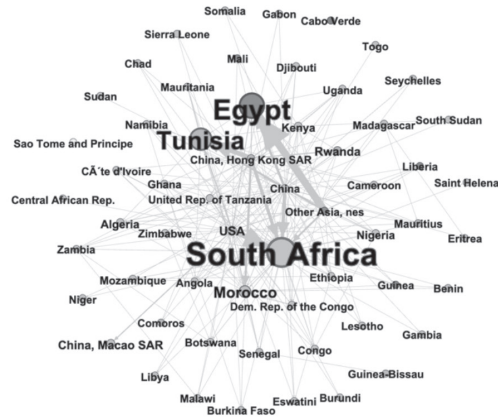 Somalia
Gabon
Cabo Verde
Sierra Leone
Togo
Mali
Chad
Djibouti
Seychelles
Mauritania
Uganda
Sudan
Egypt
South Sudan
Namibia
Kenya
Madagascar
Tunisia
Sao Tome and Principe
Rwanda
China, Hong Kong SAR
Liberia
CÃ´te d'Ivoire
Ghana
China
Cameroon
Saint Helena
Central African Rep.
United Rep. of Tanzania
Other Asia, nes
Algeria
Mauritius
Zimbabwe
USA
Nigeria
Eritrea
Zambia
South Africa
Mozambique
Angola
Ethiopia
Guinea
Benin
Niger
Morocco
Dem. Rep. of the Congo
Comoros
Lesotho
Gambia
China, Macao SAR
Botswana
Senegal
Congo
Libya
Guinea-Bissau
Malawi
Eswatini
Burundi
Burkina Faso